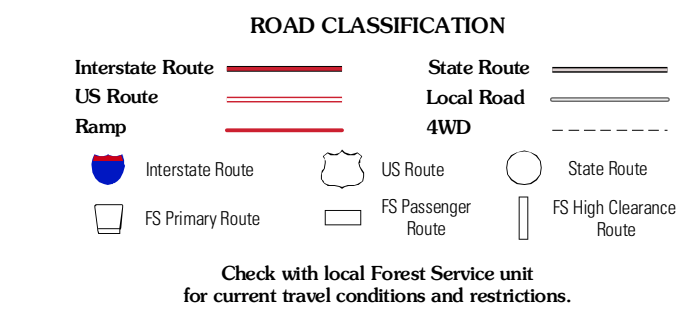 ROAD CLASSIFICATION
Interstate Route
State Route
US Route
Local Road
Ramp
4WD
Interstate Route
US Route
State Route
FS Primary Route
FS Passenger
Route
FS High Clearance
Route
Check with local Forest Service unit
for current travel conditions and restrictions.